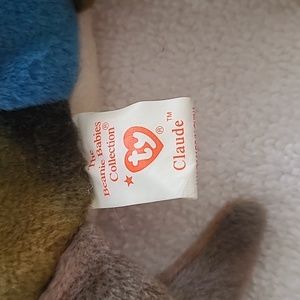 The
Beanie Babies®
Collection
ty®
Claude™